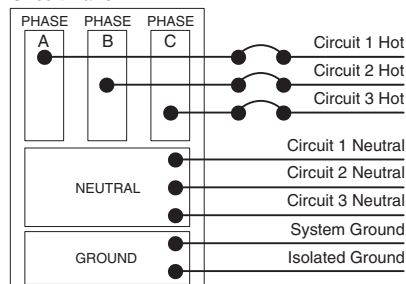 PHASE PHASE PHASE
A B C
Circuit 1 Hot
Circuit 2 Hot
Circuit 3 Hot
Circuit 1 Neutral
Circuit 2 Neutral
NEUTRAL
Circuit 3 Neutral
System Ground
GROUND
Isolated Ground